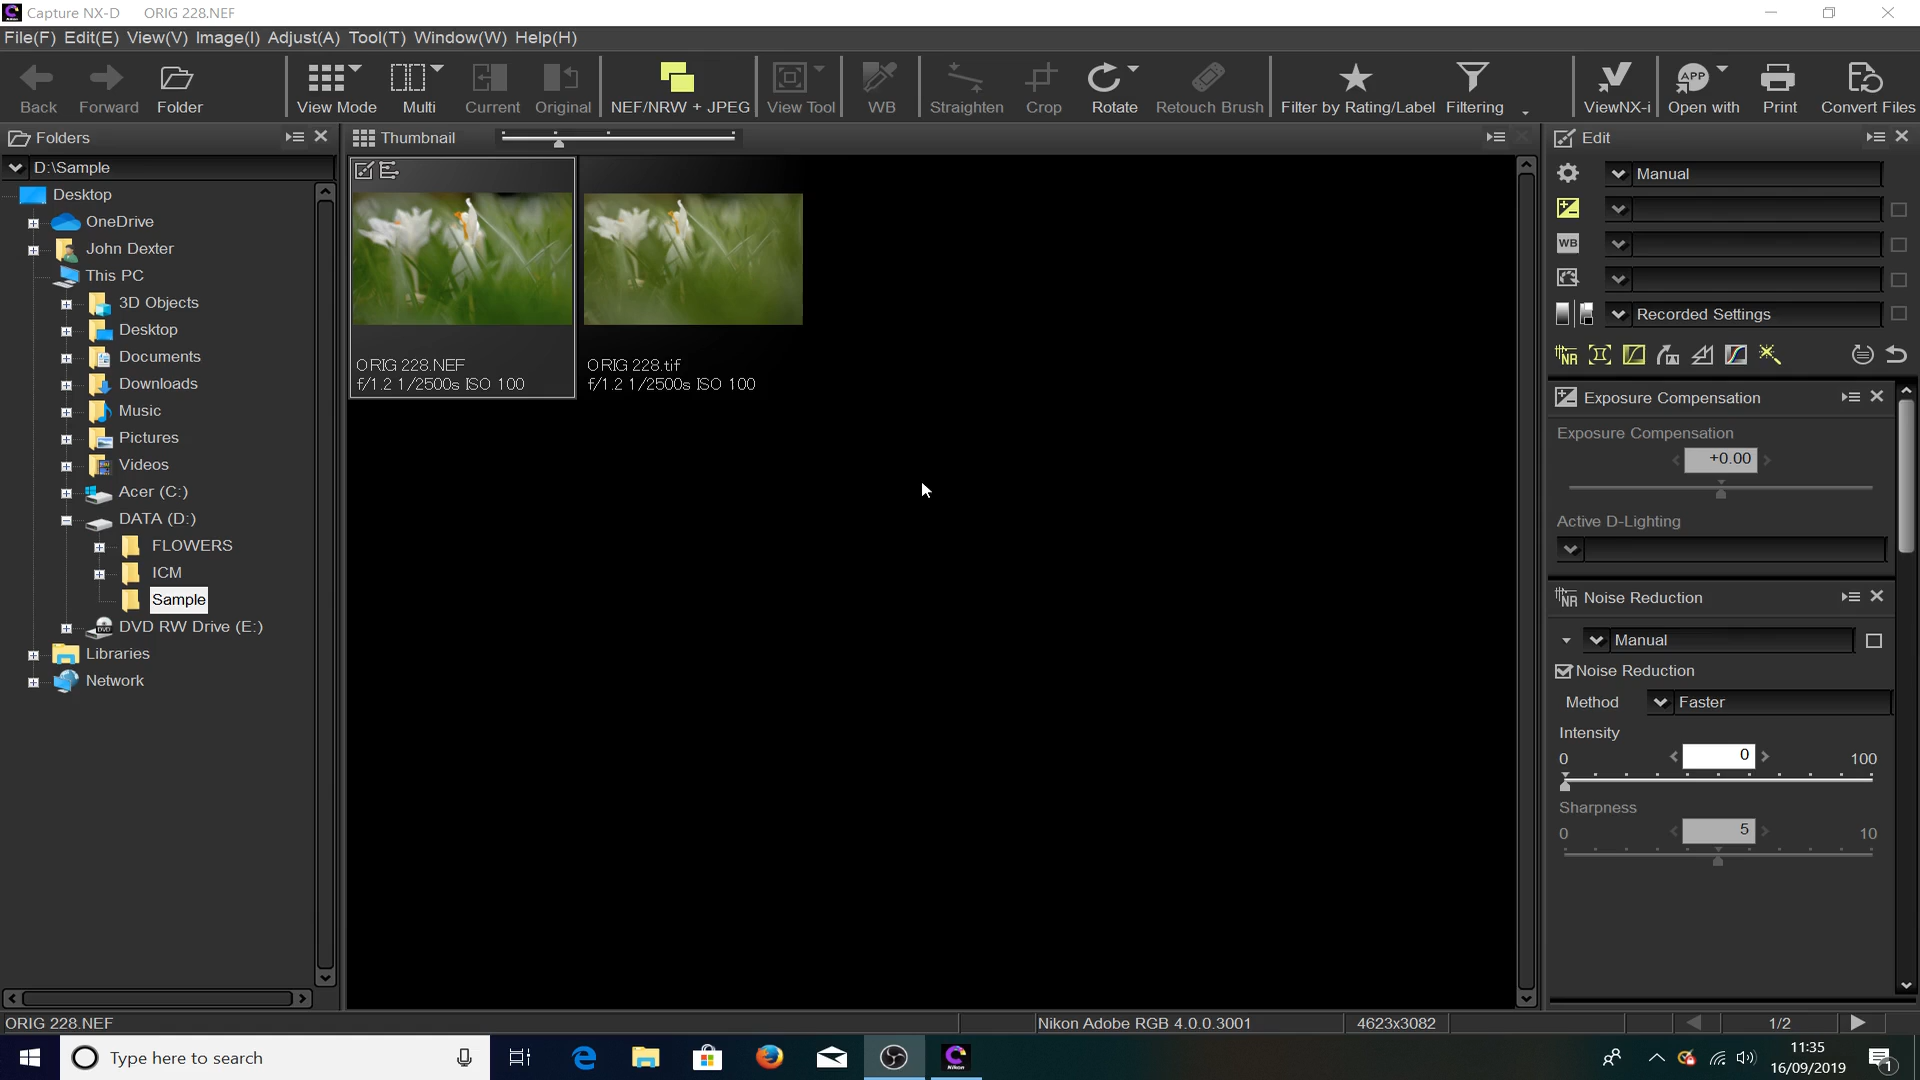 Capture NX-D ORIG 228.NEF
File(F) Edit(E) View(V) Image(I) Adjust(A) Tool(T) Window(W) Help(H)
Back Forward Folder View Mode Multi Current Original NEF/NRW + JPEG View Tool WB Straighten Crop Rotate Retouch Brush Filter by Rating/Label Filtering APP ViewNX-i Open with Print Convert Files
Folders
D:\Sample
Desktop
OneDrive
John Dexter
This PC
3D Objects
Desktop
Documents
Downloads
Music
Pictures
Videos
Acer (C:)
DATA (D:)
FLOWERS
ICM
Sample
DVD RW Drive (E:)
Libraries
Network
Thumbnail
ORIG 228.NEF
f/1.2 1/2500s ISO 100
ORIG 228.tif
f/1.2 1/2500s ISO 100
Edit
Manual
WB
Recorded Settings
NR
Exposure Compensation
Exposure Compensation
+0.00
Active D-Lighting
NR Noise Reduction
Manual
Noise Reduction
Method Faster
Intensity
0 0 100
Sharpness
0 5 10
ORIG 228.NEF Nikon Adobe RGB 4.0.0.3001 4623x3082 1/2
Type here to search
Nikon
11:35
16/09/2019
1